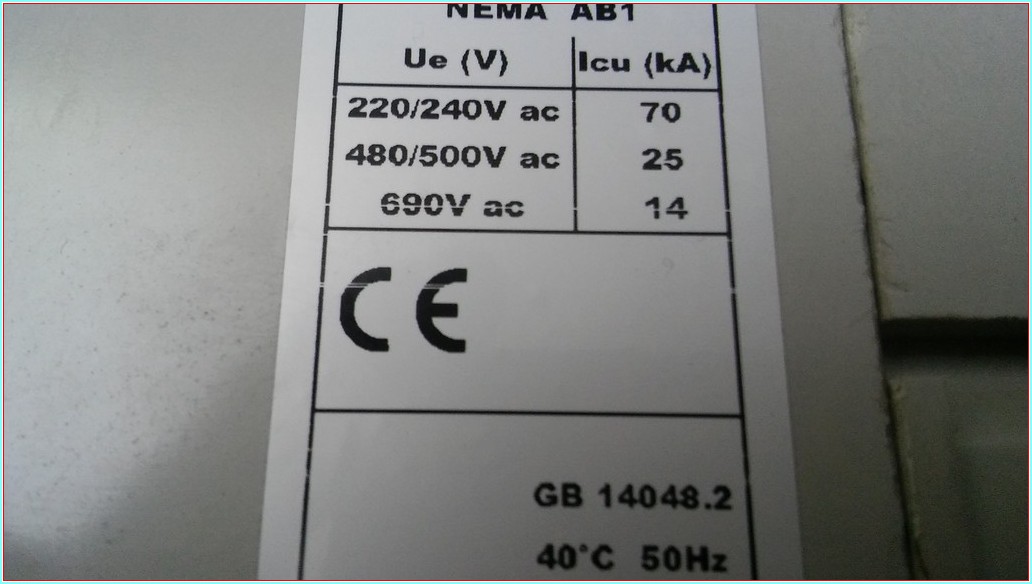 NEMA AB1
Ue (V) Icu (kA)
220/240V ac 70
480/500V ac 25
690V ac 14
CE
GB 14048.2
40°C 50Hz